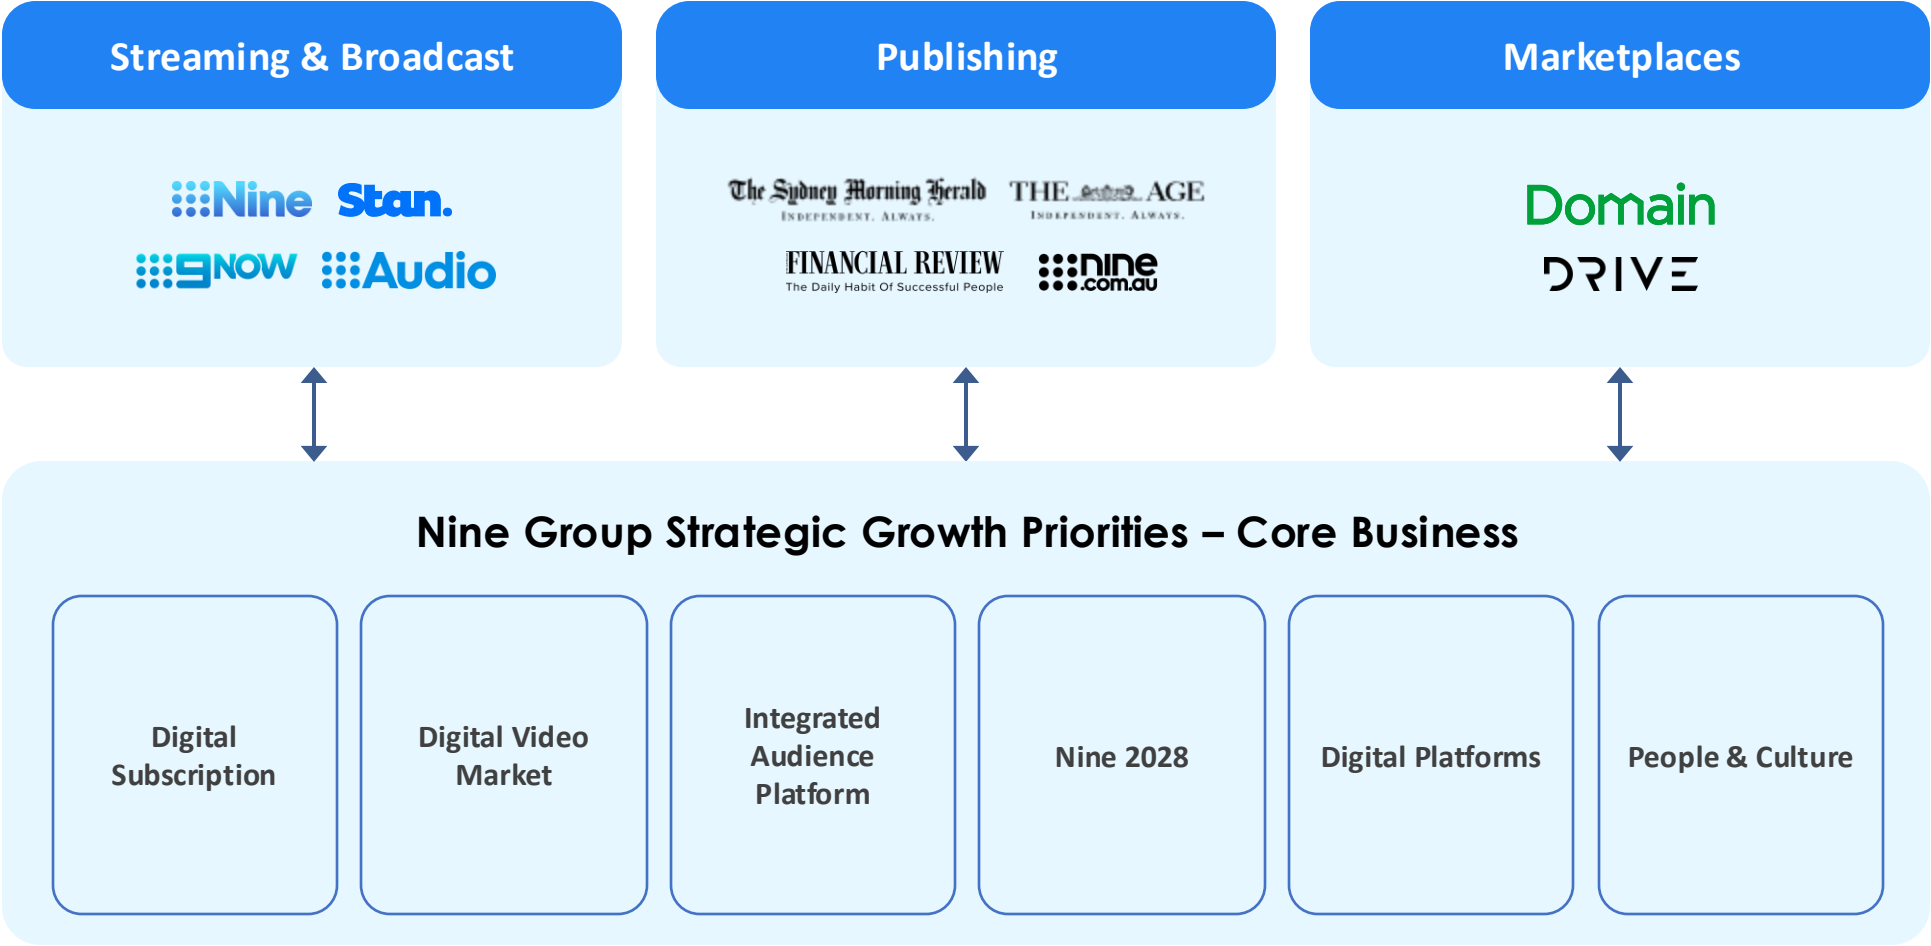 Streaming & Broadcast
Publishing
Marketplaces
Nine
Stan.
The Sydney Morning Herald
INDEPENDENT. ALWAYS.
THE AGE
INDEPENDENT. ALWAYS.
Domain
9NOW
Audio
FINANCIAL REVIEW
The Daily Habit Of Successful People
nine
.com.au
DRIVE
Nine Group Strategic Growth Priorities – Core Business
Digital
Subscription
Digital Video
Market
Integrated
Audience
Platform
Nine 2028
Digital Platforms
People & Culture